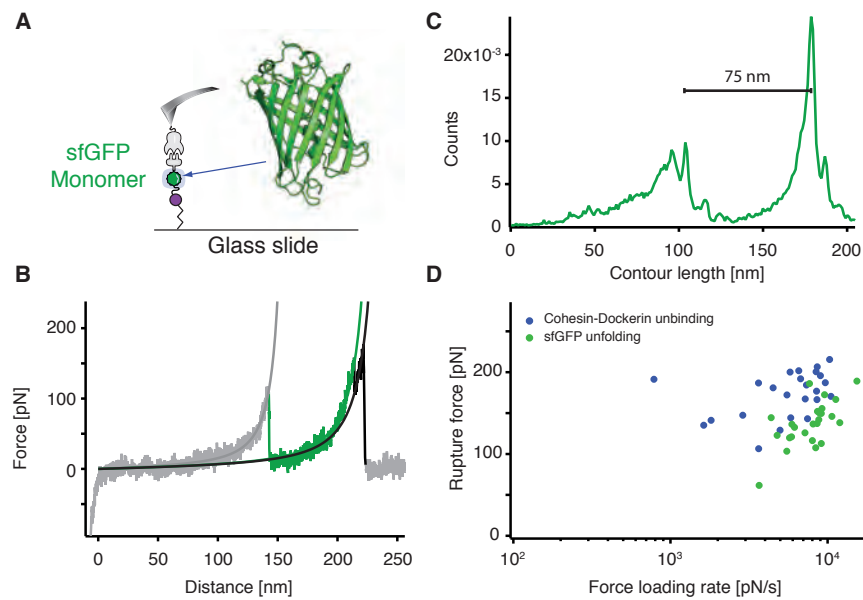 A
sfGFP
Monomer
Glass slide
B
200
100
0
Force [pN]
0
50
100
150
200
250
Distance [nm]
C
20x10-3
15
10
5
0
Counts
75 nm
0
50
100
150
200
Contour length [nm]
D
Cohesin-Dockerin unbinding
sfGFP unfolding
200
150
100
50
0
Rupture force [pN]
10²
10³
10⁴
Force loading rate [pN/s]